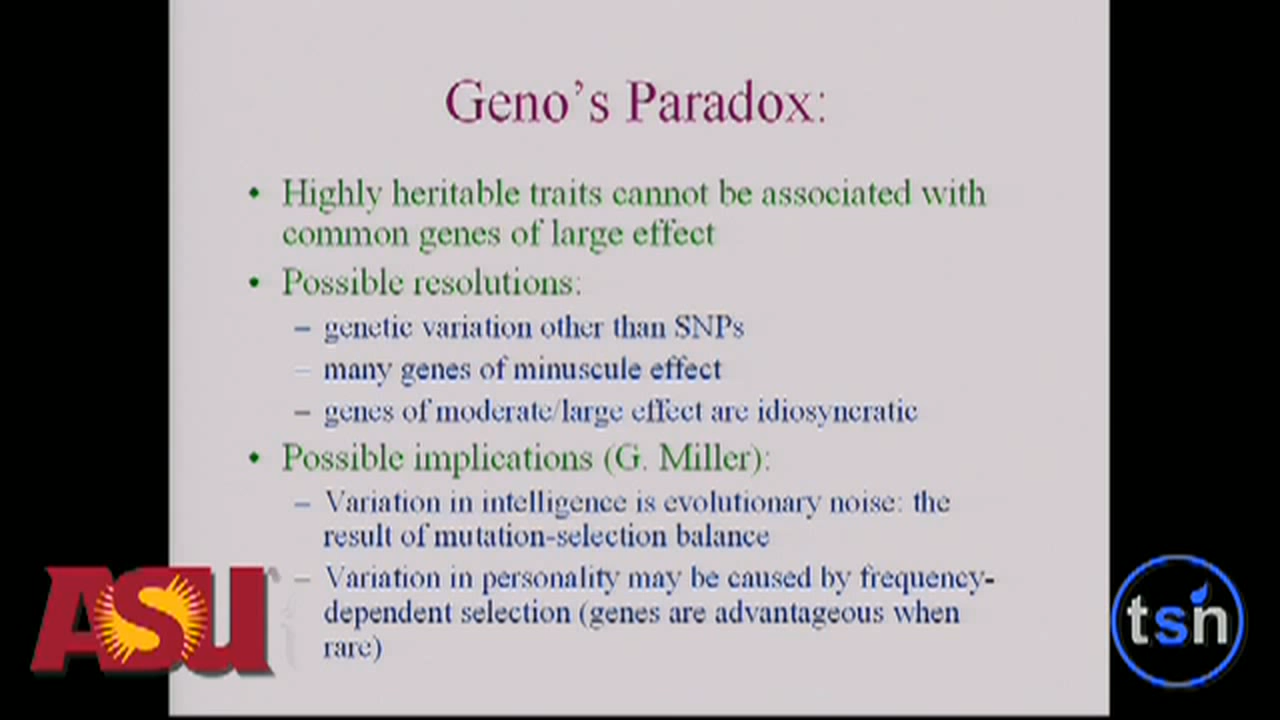 Geno's Paradox:
• Highly heritable traits cannot be associated with
common genes of large effect
• Possible resolutions:
– genetic variation other than SNPs
– many genes of minuscule effect
– genes of moderate/large effect are idiosyncratic
• Possible implications (G. Miller):
– Variation in intelligence is evolutionary noise: the
result of mutation-selection balance
– Variation in personality may be caused by frequency-
dependent selection (genes are advantageous when
rare)
ASU
tsn